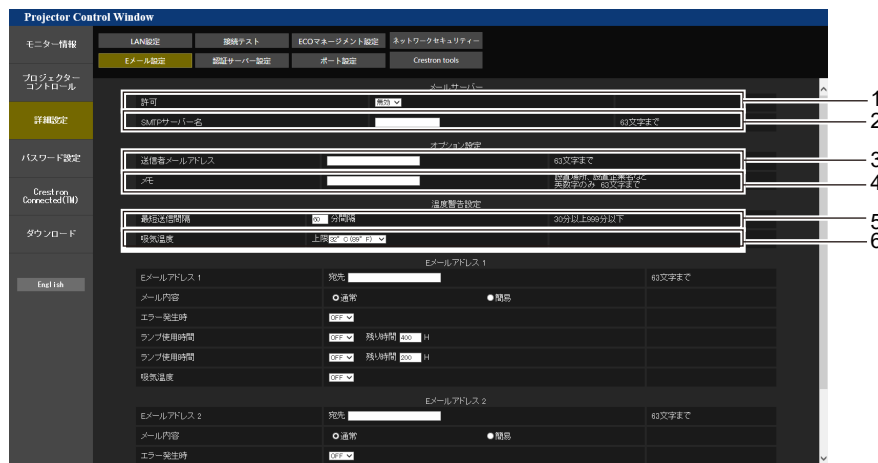 Projector Control Window
モニター情報
プロジェクター
コントロール
詳細設定
パスワード設定
Crestron
Connected(TM)
ダウンロード
English
LAN設定 接続テスト ECOマネージメント設定 ネットワークセキュリティー
Eメール設定 認証サーバー設定 ポート設定 Crestron tools
メールサーバー
許可 無効 1
SMTPサーバー名 63文字まで 2
オプション設定
送信者メールアドレス 63文字まで 3
メモ 設置場所、設置企業名など
英数字のみ 63文字まで 4
温度警告設定
最短送信間隔 60 分間隔 30分以上999分以下 5
吸気温度 上限 32°C (89°F) 6
Eメールアドレス 1
Eメールアドレス 1 宛先 63文字まで
メール内容 通常 簡易
エラー発生時 OFF
ランプ使用時間 OFF 残り時間 400 H
ランプ使用時間 OFF 残り時間 200 H
吸気温度 OFF
Eメールアドレス 2
Eメールアドレス 2 宛先 63文字まで
メール内容 通常 簡易
エラー発生時 OFF